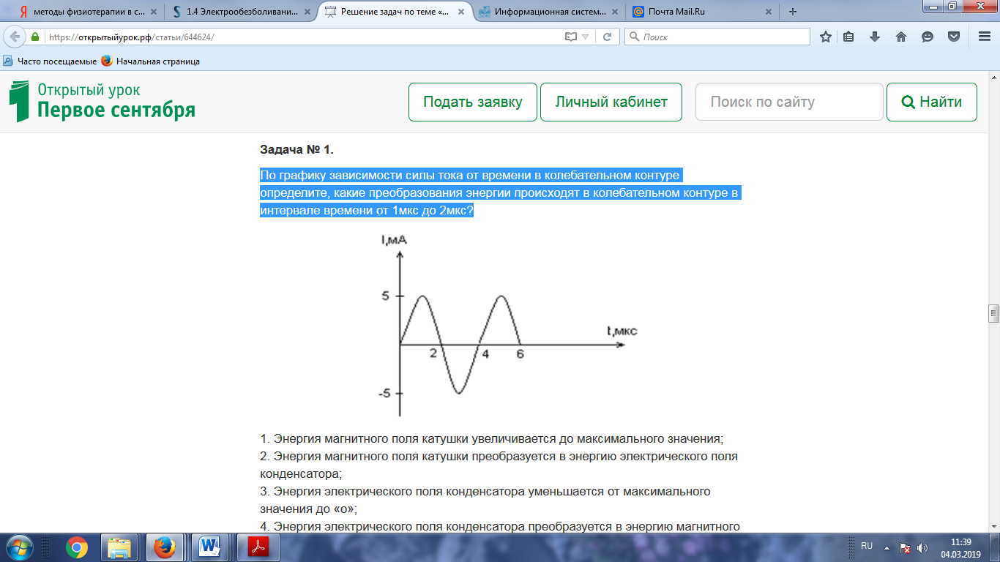 методы физиотерапии в с...
1.4 Электрообезболивани...
Решение задач по теме «...
Информационная систем...
Почта Mail.Ru
https://открытыйурок.рф/статьи/644624/
Поиск
Часто посещаемые
Начальная страница
Открытый урок
Первое сентября
Подать заявку
Личный кабинет
Поиск по сайту
Найти
Задача № 1.
По графику зависимости силы тока от времени в колебательном контуре
определите, какие преобразования энергии происходят в колебательном контуре в
интервале времени от 1мкс до 2мкс?
I,мА
5
t,мкс
2
4
6
-5
1. Энергия магнитного поля катушки увеличивается до максимального значения;
2. Энергия магнитного поля катушки преобразуется в энергию электрического поля
конденсатора;
3. Энергия электрического поля конденсатора уменьшается от максимального
значения до «о»;
4. Энергия электрического поля конденсатора преобразуется в энергию магнитного
RU
11:39
04.03.2019